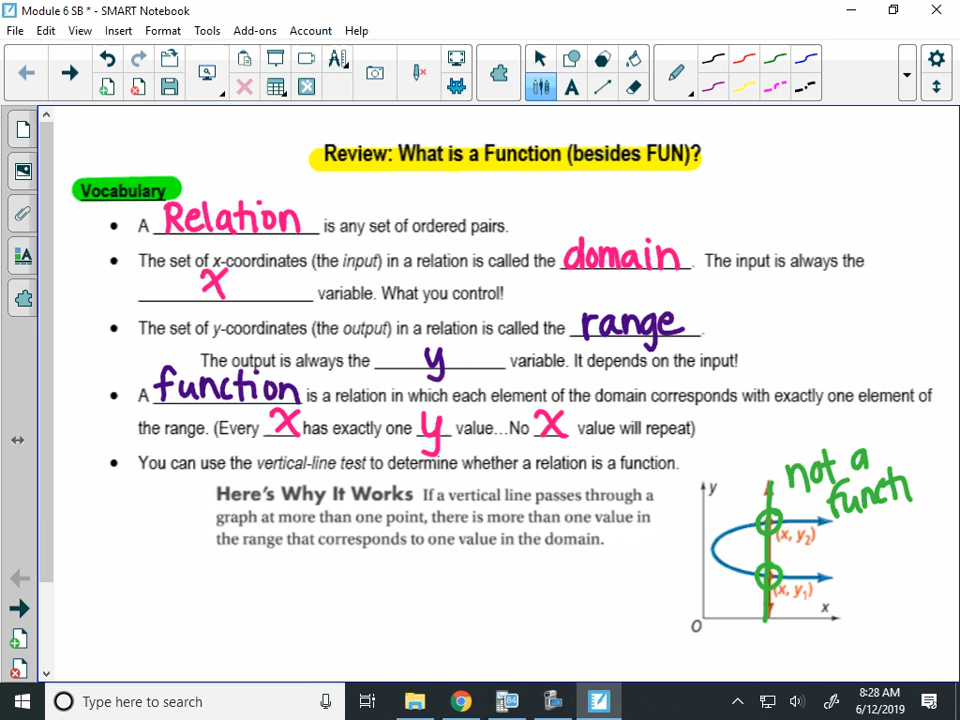 Module 6 SB * - SMART Notebook
File Edit View Insert Format Tools Add-ons Account Help
Review: What is a Function (besides FUN)?
Vocabulary
• A Relation is any set of ordered pairs.
• The set of x-coordinates (the input) in a relation is called the domain. The input is always the
x variable. What you control!
• The set of y-coordinates (the output) in a relation is called the range.
The output is always the y variable. It depends on the input!
• A function is a relation in which each element of the domain corresponds with exactly one element of
the range. (Every x has exactly one y value...No x value will repeat)
• You can use the vertical-line test to determine whether a relation is a function.
Here's Why It Works If a vertical line passes through a
graph at more than one point, there is more than one value in
the range that corresponds to one value in the domain.
not a
functi
y
(x, y₂)
(x, y₁)
x
O
Type here to search
8:28 AM
6/12/2019